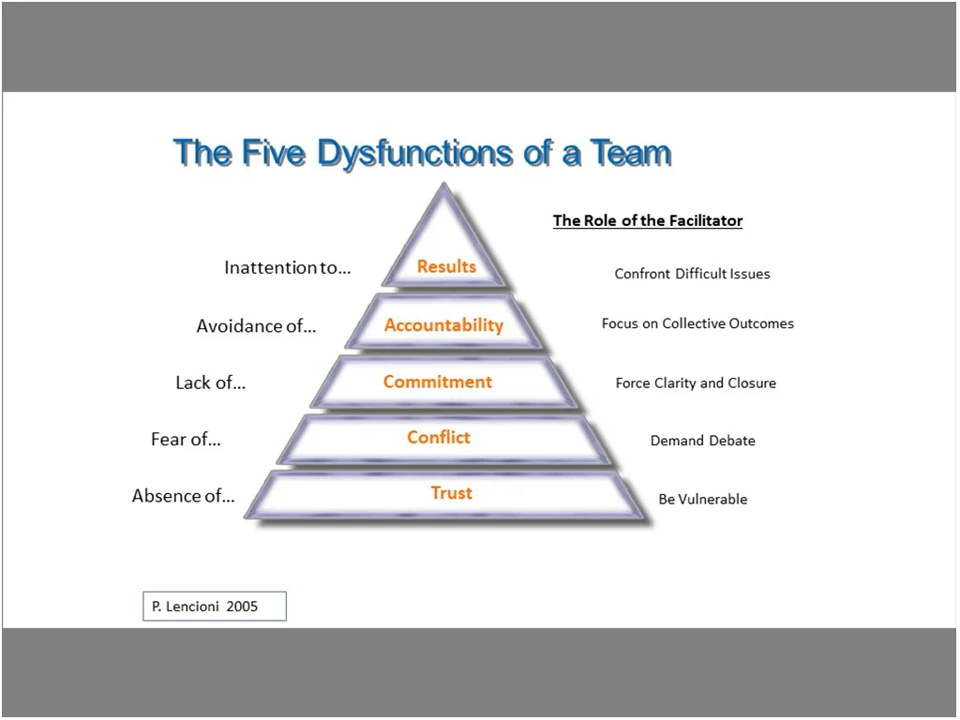 The Five Dysfunctions of a Team
The Role of the Facilitator
Inattention to...
Results
Confront Difficult Issues
Avoidance of...
Accountability
Focus on Collective Outcomes
Lack of...
Commitment
Force Clarity and Closure
Fear of...
Conflict
Demand Debate
Absence of...
Trust
Be Vulnerable
P. Lencioni 2005